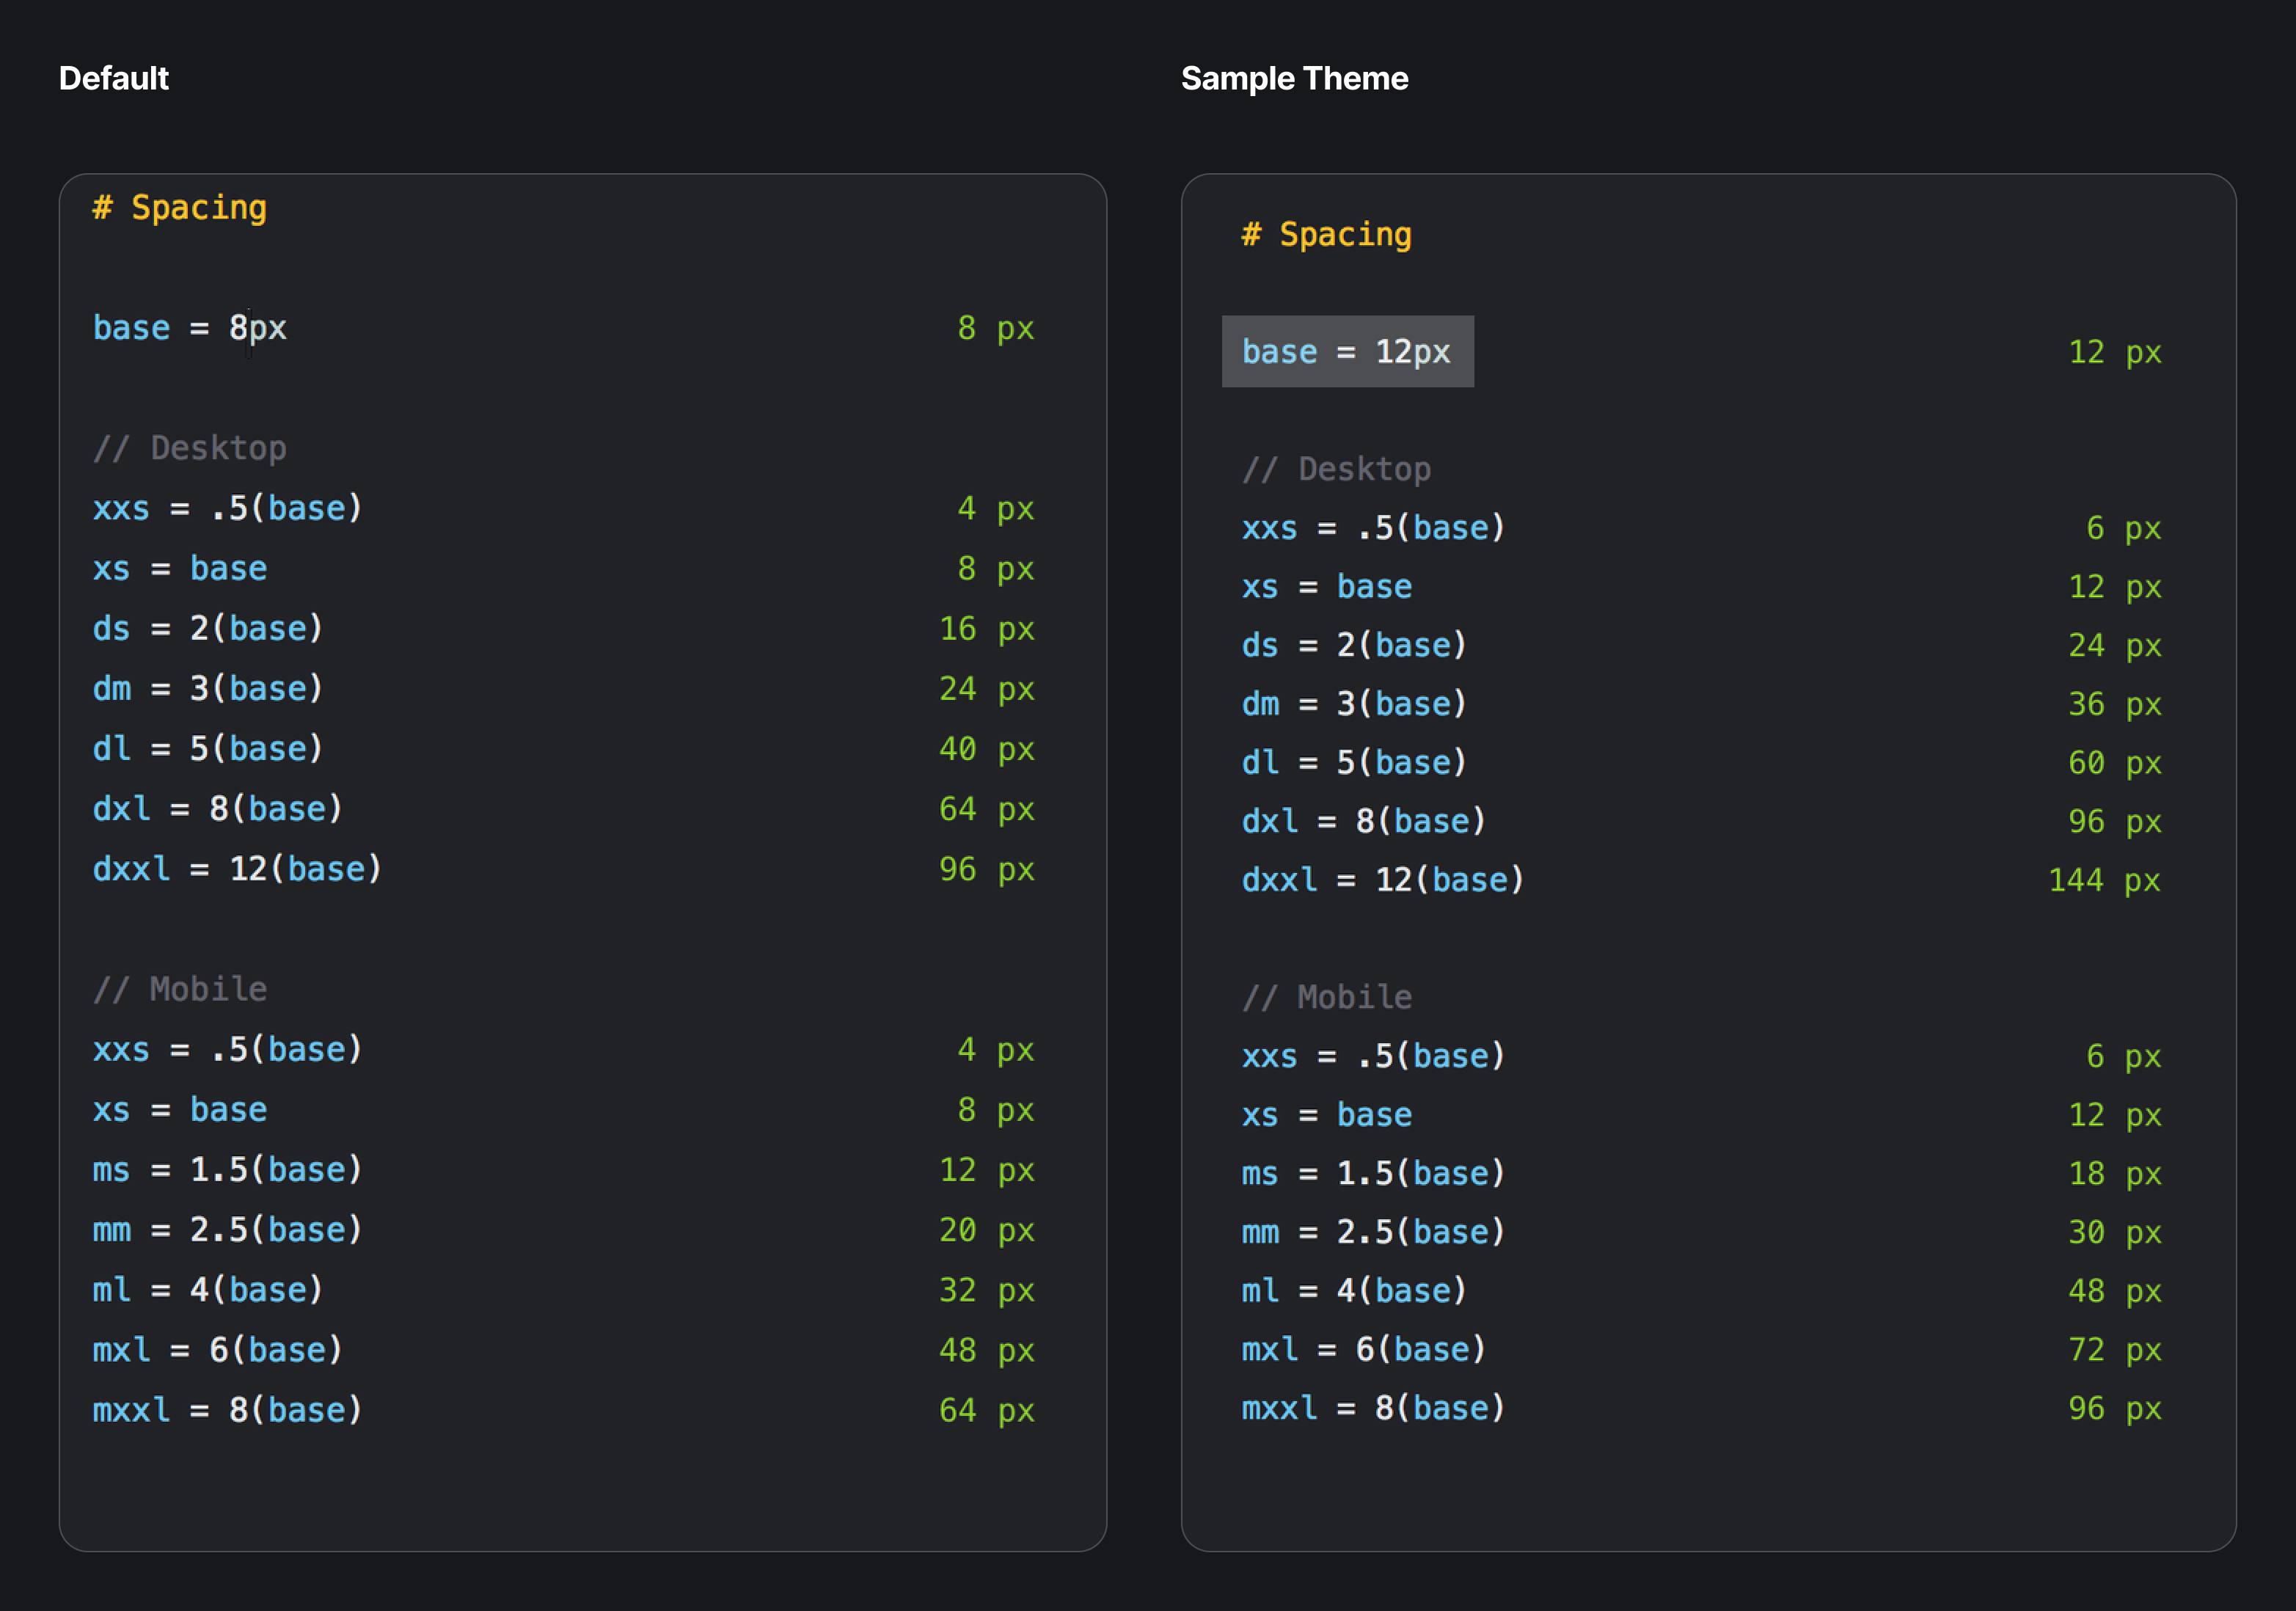 Default
# Spacing
base = 8px 8 px
// Desktop
xxs = .5(base) 4 px
xs = base 8 px
ds = 2(base) 16 px
dm = 3(base) 24 px
dl = 5(base) 40 px
dxl = 8(base) 64 px
dxxl = 12(base) 96 px
// Mobile
xxs = .5(base) 4 px
xs = base 8 px
ms = 1.5(base) 12 px
mm = 2.5(base) 20 px
ml = 4(base) 32 px
mxl = 6(base) 48 px
mxxl = 8(base) 64 px
Sample Theme
# Spacing
base = 12px 12 px
// Desktop
xxs = .5(base) 6 px
xs = base 12 px
ds = 2(base) 24 px
dm = 3(base) 36 px
dl = 5(base) 60 px
dxl = 8(base) 96 px
dxxl = 12(base) 144 px
// Mobile
xxs = .5(base) 6 px
xs = base 12 px
ms = 1.5(base) 18 px
mm = 2.5(base) 30 px
ml = 4(base) 48 px
mxl = 6(base) 72 px
mxxl = 8(base) 96 px